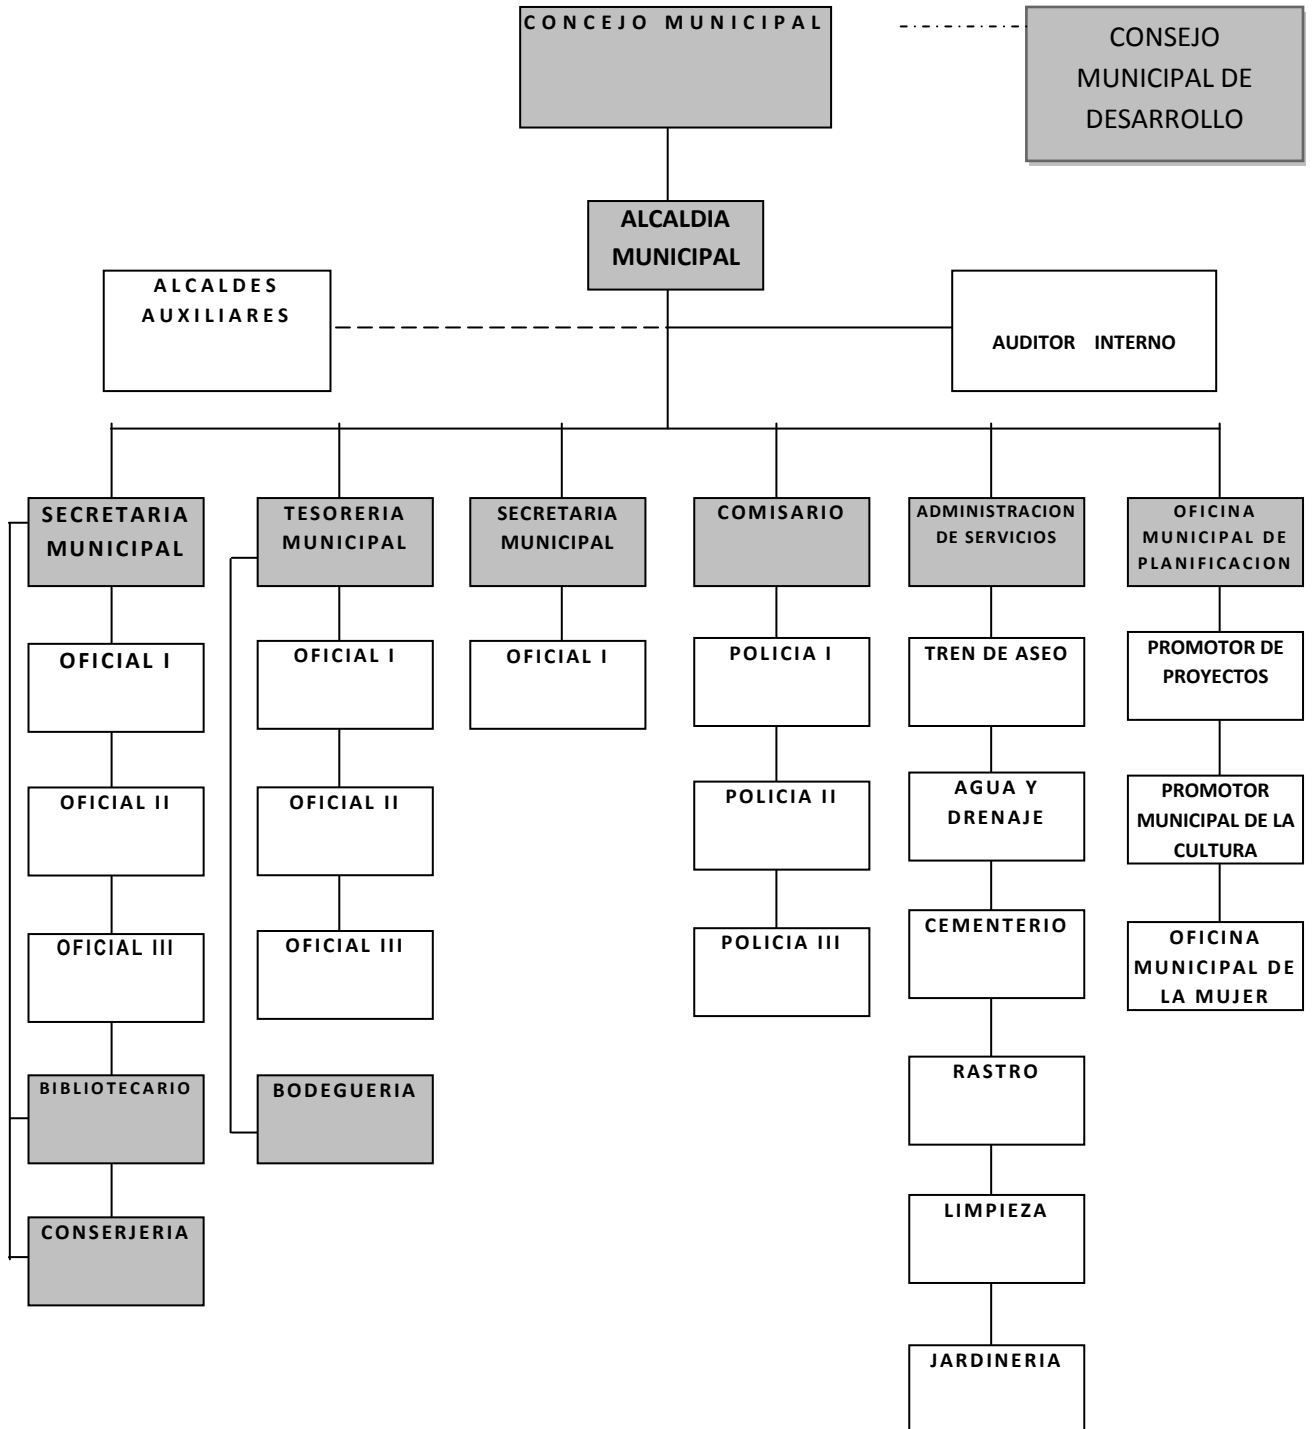 CONCEJO MUNICIPAL
CONSEJO
MUNICIPAL DE
DESARROLLO
ALCALDIA
MUNICIPAL
ALCALDES
AUXILIARES
AUDITOR INTERNO
SECRETARIA
MUNICIPAL
TESORERIA
MUNICIPAL
SECRETARIA
MUNICIPAL
COMISARIO
ADMINISTRACION
DE SERVICIOS
OFICINA
MUNICIPAL DE
PLANIFICACION
OFICIAL I
OFICIAL I
OFICIAL I
POLICIA I
TREN DE ASEO
PROMOTOR DE
PROYECTOS
OFICIAL II
OFICIAL II
POLICIA II
AGUA Y
DRENAJE
PROMOTOR
MUNICIPAL DE LA
CULTURA
OFICIAL III
OFICIAL III
POLICIA III
CEMENTERIO
OFICINA
MUNICIPAL DE
LA MUJER
BIBLIOTECARIO
BODEGUERIA
RASTRO
CONSERJERIA
LIMPIEZA
JARDINERIA